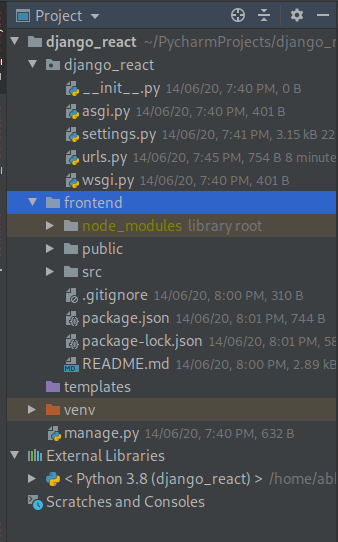 Project
django_react ~/PycharmProjects/django_r
django_react
__init__.py 14/06/20, 7:40 PM, 0 B
asgi.py 14/06/20, 7:40 PM, 401 B
settings.py 14/06/20, 7:41 PM, 3.15 kB 22
urls.py 14/06/20, 7:45 PM, 754 B 8 minute
wsgi.py 14/06/20, 7:40 PM, 401 B
frontend
node_modules library root
public
src
.gitignore 14/06/20, 8:00 PM, 310 B
package.json 14/06/20, 8:01 PM, 744 B
package-lock.json 14/06/20, 8:01 PM, 58
README.md 14/06/20, 8:00 PM, 2.89 k
templates
venv
manage.py 14/06/20, 7:40 PM, 632 B
External Libraries
< Python 3.8 (django_react) > /home/abl
Scratches and Consoles